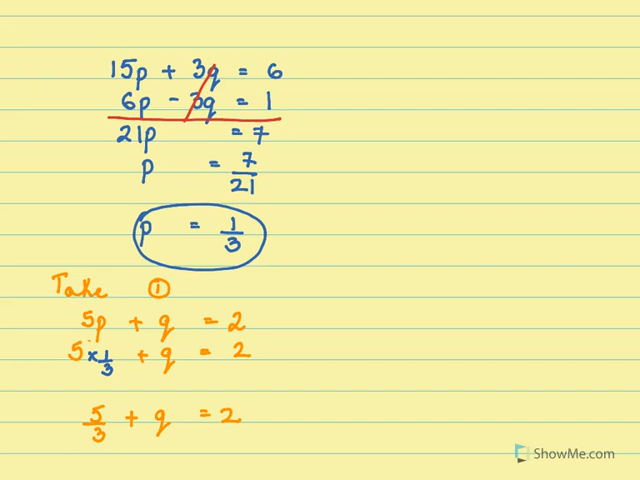 15p + 3q = 6
6p - 3q = 1
21p = 7
p = 7/21
p = 1/3
Take ①
5p + q = 2
5 × 1/3 + q = 2
5/3 + q = 2
ShowMe.com